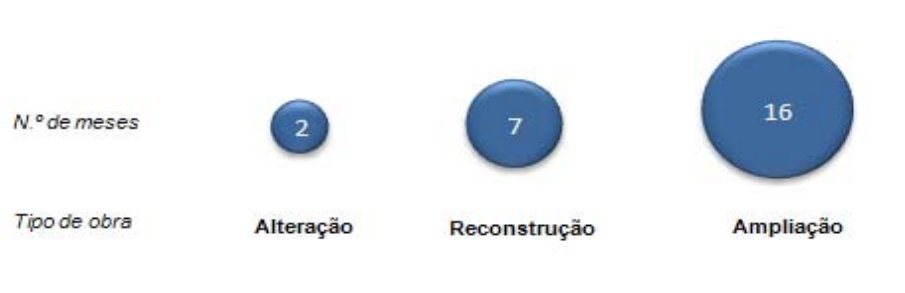 N.º de meses 2 7 16
Tipo de obra Alteração Reconstrução Ampliação